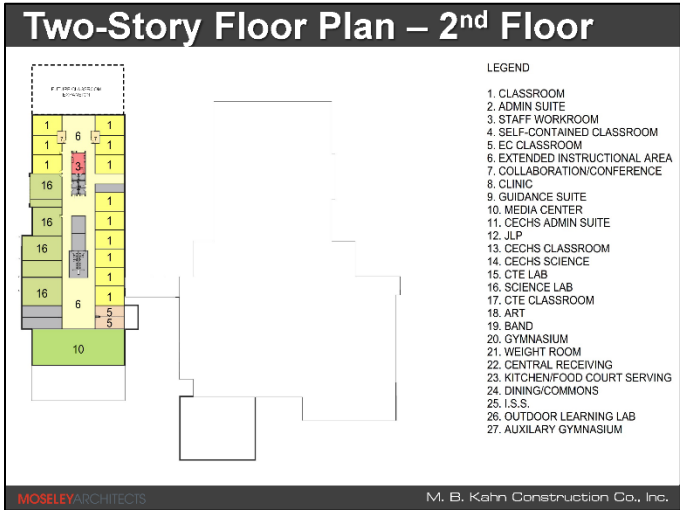 Two-Story Floor Plan – 2nd Floor
FUTURE CLASSROOM
EXPANSION
1
1
6
7
7
1
1
1
3
1
16
1
16
1
1
16
1
1
16
6
1
5
5
10
LEGEND
1. CLASSROOM
2. ADMIN SUITE
3. STAFF WORKROOM
4. SELF-CONTAINED CLASSROOM
5. EC CLASSROOM
6. EXTENDED INSTRUCTIONAL AREA
7. COLLABORATION/CONFERENCE
8. CLINIC
9. GUIDANCE SUITE
10. MEDIA CENTER
11. CECHS ADMIN SUITE
12. JLP
13. CECHS CLASSROOM
14. CECHS SCIENCE
15. CTE LAB
16. SCIENCE LAB
17. CTE CLASSROOM
18. ART
19. BAND
20. GYMNASIUM
21. WEIGHT ROOM
22. CENTRAL RECEIVING
23. KITCHEN/FOOD COURT SERVING
24. DINING/COMMONS
25. I.S.S.
26. OUTDOOR LEARNING LAB
27. AUXILARY GYMNASIUM
MOSELEYARCHITECTS
M. B. Kahn Construction Co., Inc.